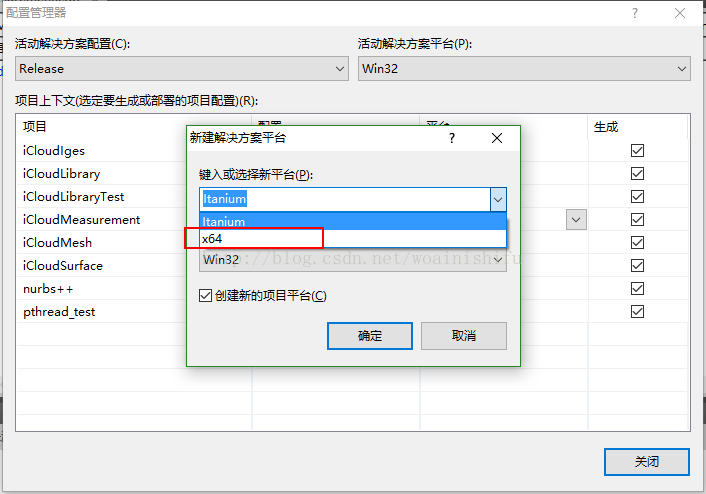 配置管理器
活动解决方案配置(C):
活动解决方案平台(P):
Release
Win32
项目上下文(选定要生成或部署的项目配置)(R):
项目
生成
iCloudIges
iCloudLibrary
iCloudLibraryTest
iCloudMeasurement
iCloudMesh
iCloudSurface
nurbs++
pthread_test
新建解决方案平台
键入或选择新平台(P):
Itanium
Itanium
x64
Win32
http://blog.csdn.net/woainishifu
创建新的项目平台(C)
确定
取消
关闭